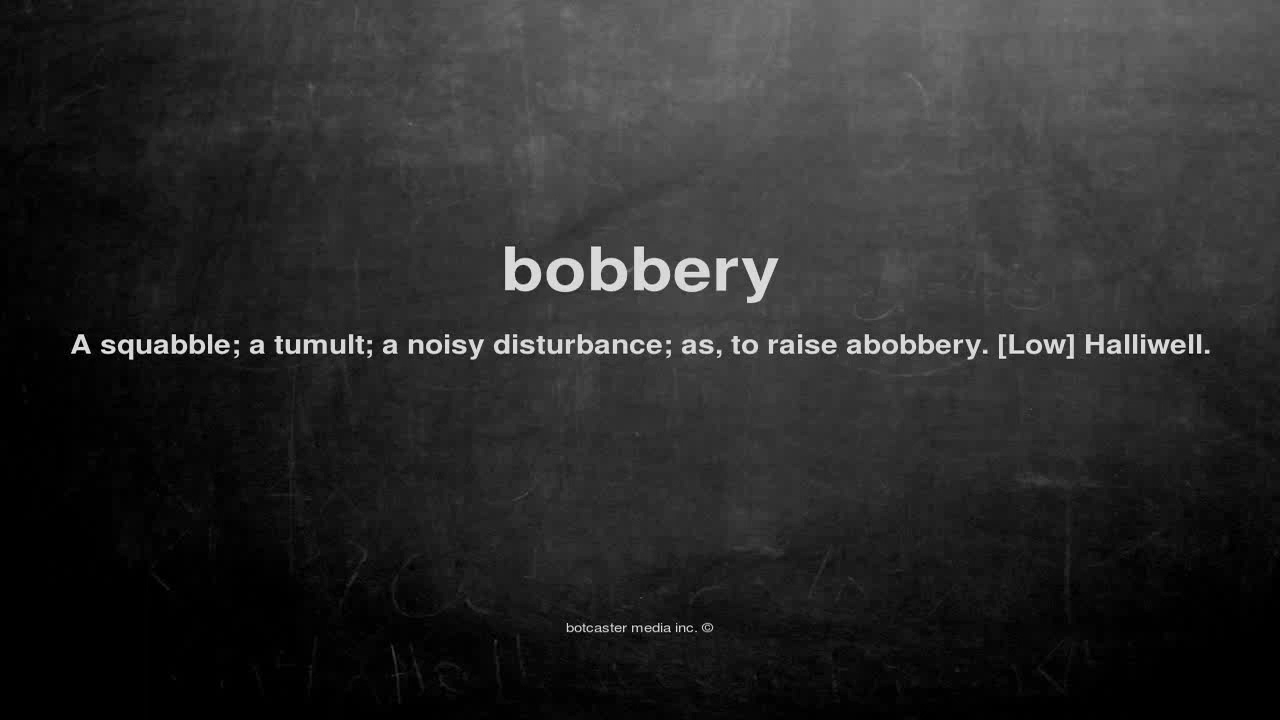 bobbery
A squabble; a tumult; a noisy disturbance; as, to raise abobbery. [Low] Halliwell.
botcaster media inc. ©